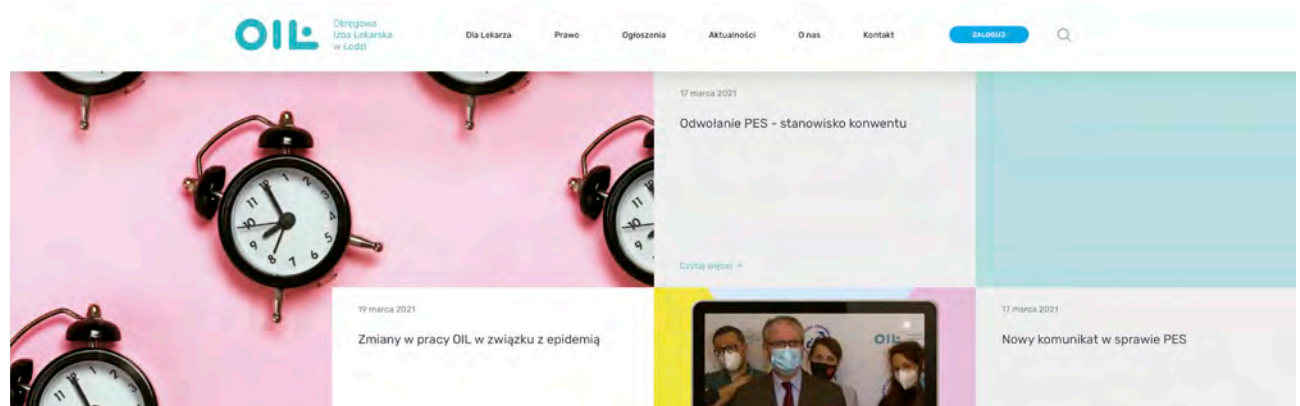 OIŁ
Okręgowa
Izba Lekarska
w Łodzi
Dla Lekarza
Prawo
Ogłoszenia
Aktualności
O nas
Kontakt
ZALOGUJ
17 marca 2021
Odwołanie PES - stanowisko konwentu
Czytaj więcej →
19 marca 2021
Zmiany w pracy OIL w związku z epidemią
17 marca 2021
Nowy komunikat w sprawie PES